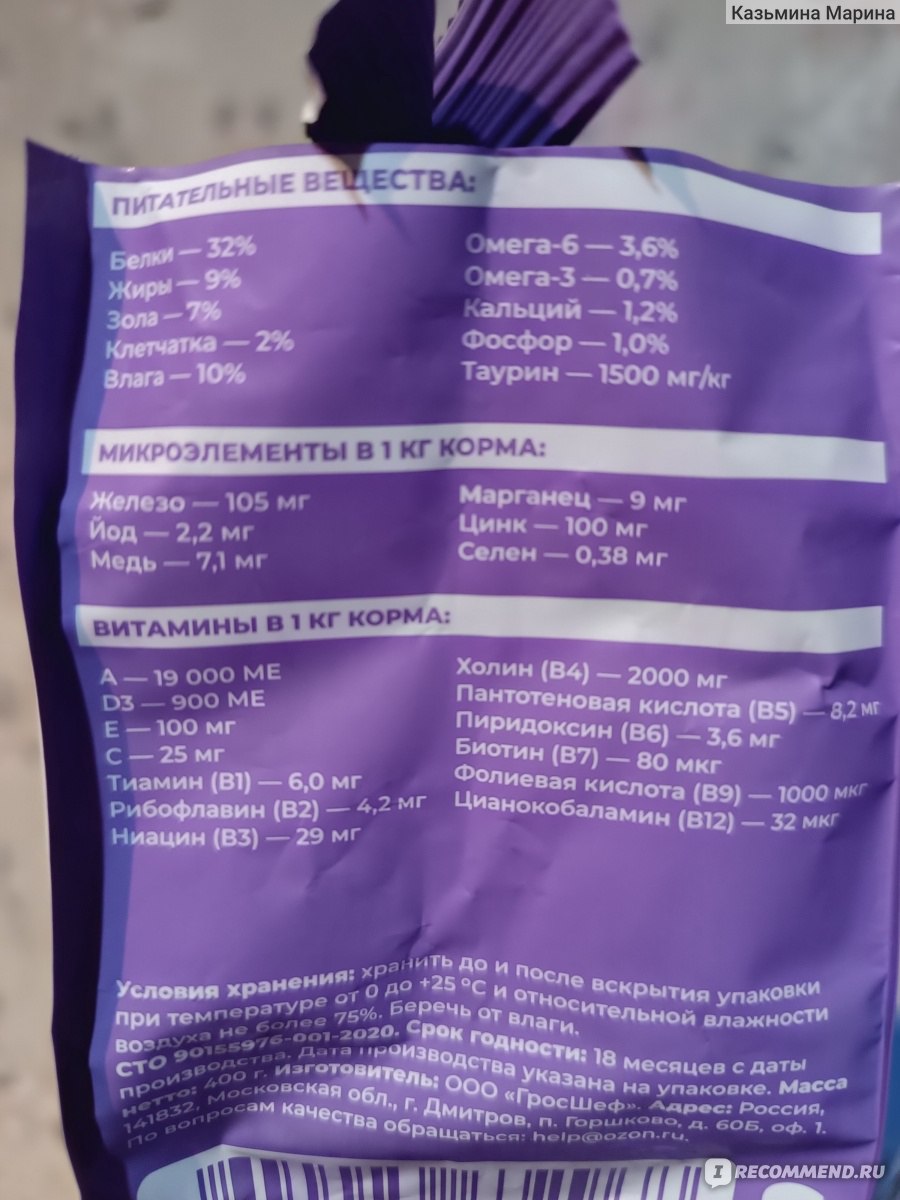 Казьмина Марина
ПИТАТЕЛЬНЫЕ ВЕЩЕСТВА:
Белки — 32%
Жиры — 9%
Зола — 7%
Клетчатка — 2%
Влага — 10%
Омега-6 — 3,6%
Омега-3 — 0,7%
Кальций — 1,2%
Фосфор — 1,0%
Таурин — 1500 мг/кг
МИКРОЭЛЕМЕНТЫ В 1 КГ КОРМА:
Железо — 105 мг
Йод — 2,2 мг
Медь — 7,1 мг
Марганец — 9 мг
Цинк — 100 мг
Селен — 0,38 мг
ВИТАМИНЫ В 1 КГ КОРМА:
А — 19 000 МЕ
D3 — 900 МЕ
Е — 100 мг
С — 25 мг
Тиамин (В1) — 6,0 мг
Рибофлавин (В2) — 4,2 мг
Ниацин (В3) — 29 мг
Холин (В4) — 2000 мг
Пантотеновая кислота (В5) — 8,2 мг
Пиридоксин (В6) — 3,6 мг
Биотин (В7) — 80 мкг
Фолиевая кислота (В9) — 1000 мкг
Цианокобаламин (В12) — 32 мкг
Условия хранения: хранить до и после вскрытия упаковки
при температуре от 0 до +25 °С и относительной влажности
воздуха не более 75%. Беречь от влаги.
СТО 90155976-001-2020. Срок годности: 18 месяцев с даты
производства. Дата производства указана на упаковке. Масса
нетто: 400 г. Изготовитель: ООО «ГросШеф». Адрес: Россия,
141832, Московская обл., г. Дмитров, п. Горшково, д. 60Б, оф. 1.
По вопросам качества обращаться: help@ozon.ru.
IRECOMMEND.RU